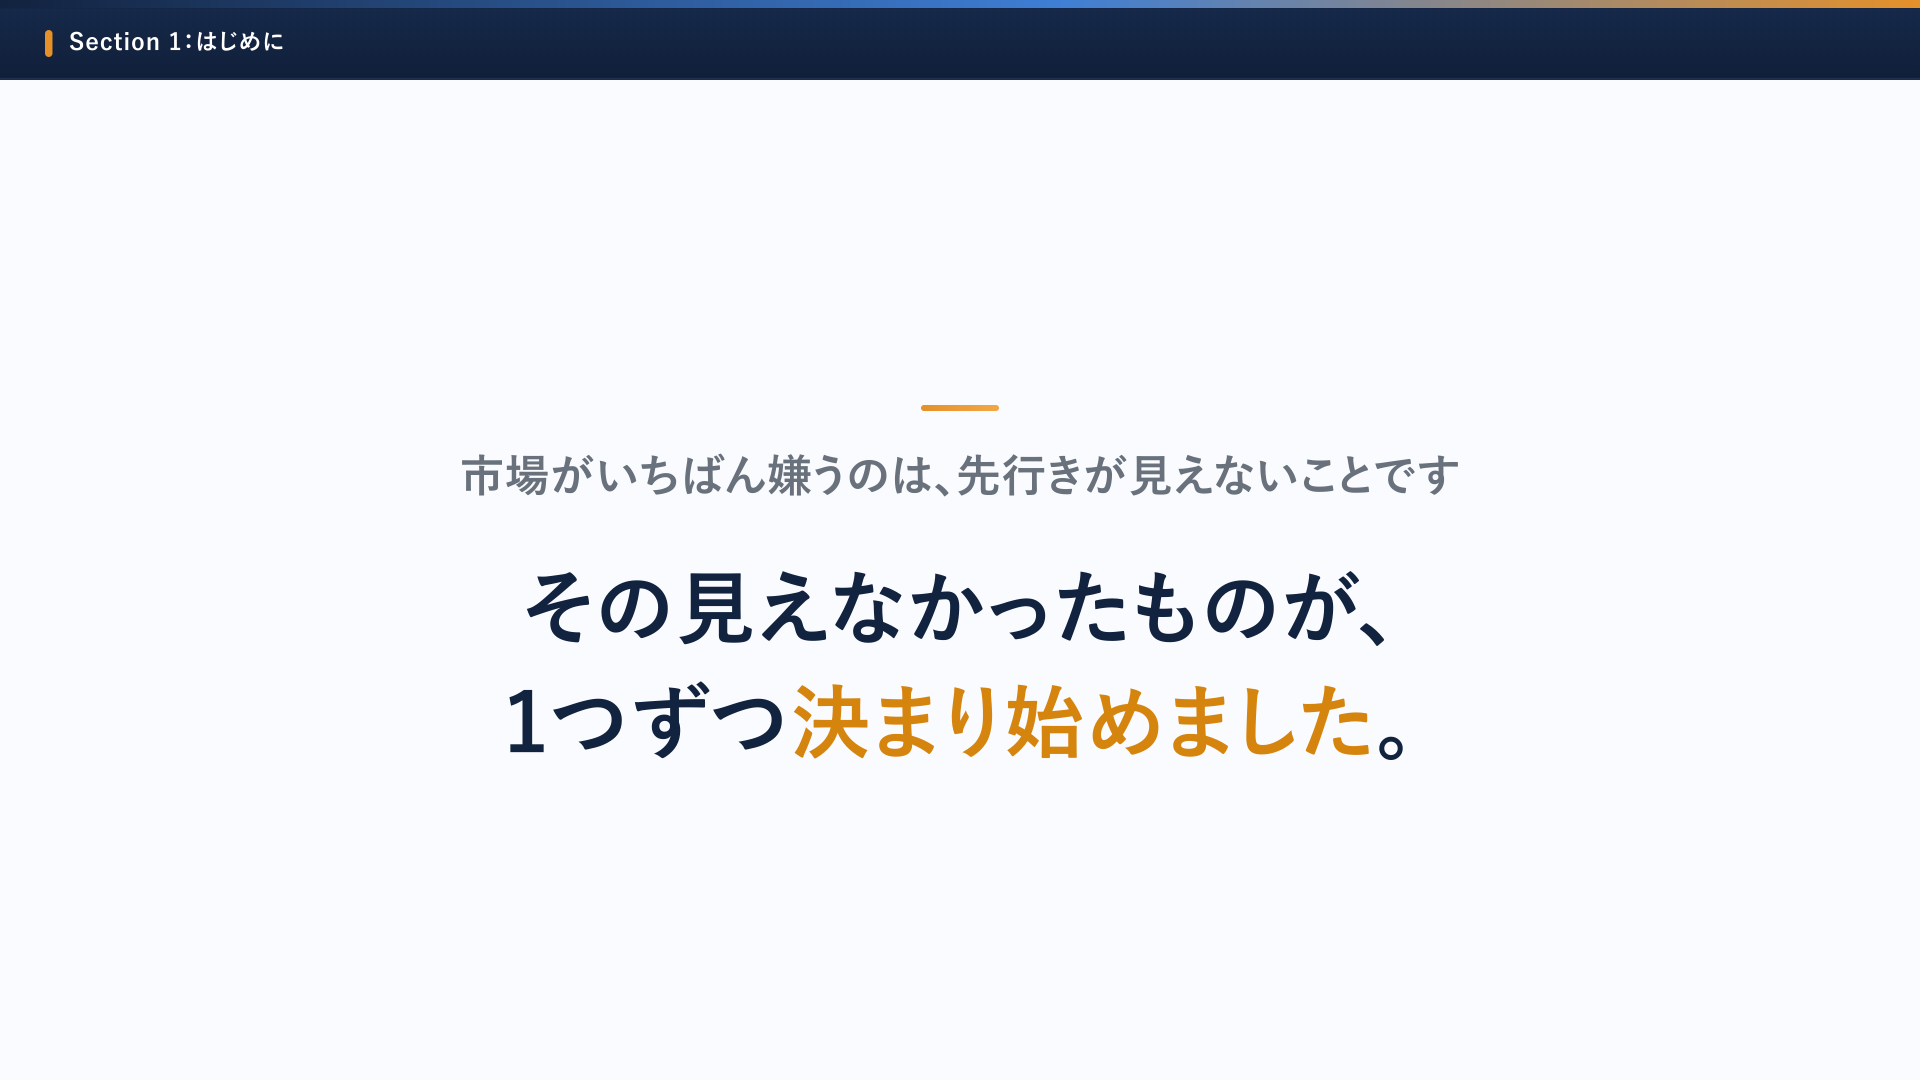 Section 1：はじめに
市場がいちばん嫌うのは、先行きが見えないことです
その見えなかったものが、
1つずつ決まり始めました。